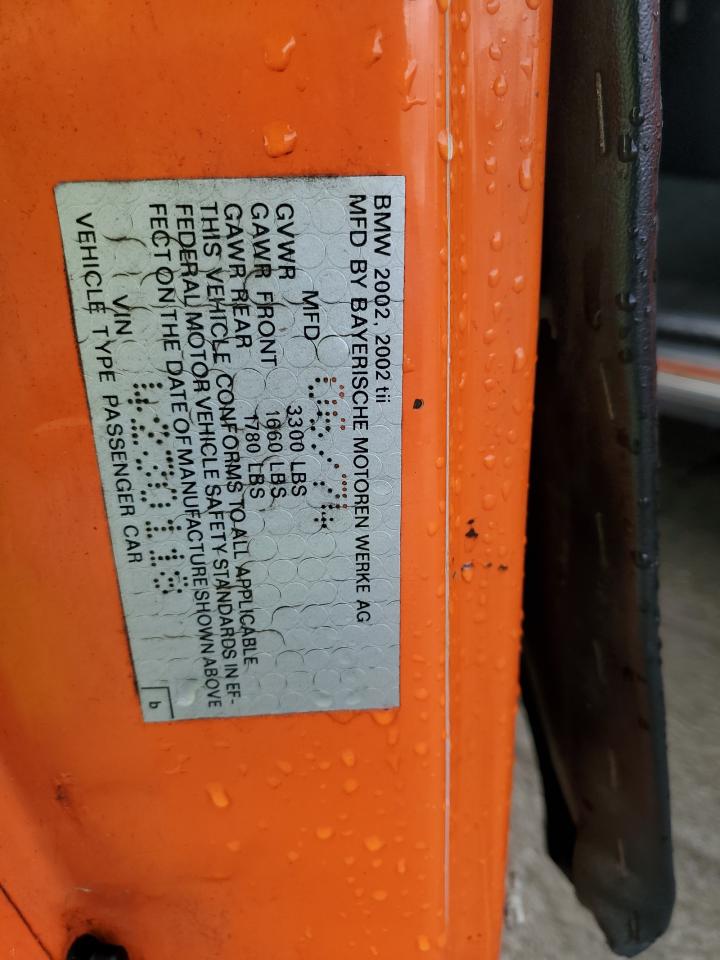 BMW 2002, 2002 tii
MFD BY BAYERISCHE MOTOREN WERKE AG
MFD
GVWR 3300 LBS
GAWR FRONT 1660 LBS
GAWR REAR 1780 LBS
THIS VEHICLE CONFORMS TO ALL APPLICABLE
FEDERAL MOTOR VEHICLE SAFETY STANDARDS IN EF-
FECT ON THE DATE OF MANUFACTURE SHOWN ABOVE
VIN
VEHICLE TYPE PASSENGER CAR
b